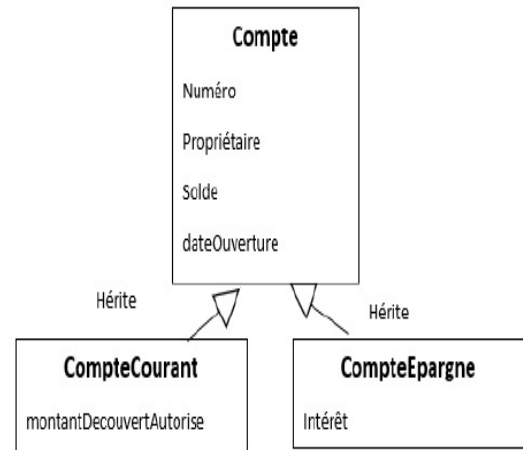 Compte
Numéro
Propriétaire
Solde
dateOuverture
Hérite
Hérite
CompteCourant
montantDecouvertAutorise
CompteEpargne
Intérêt